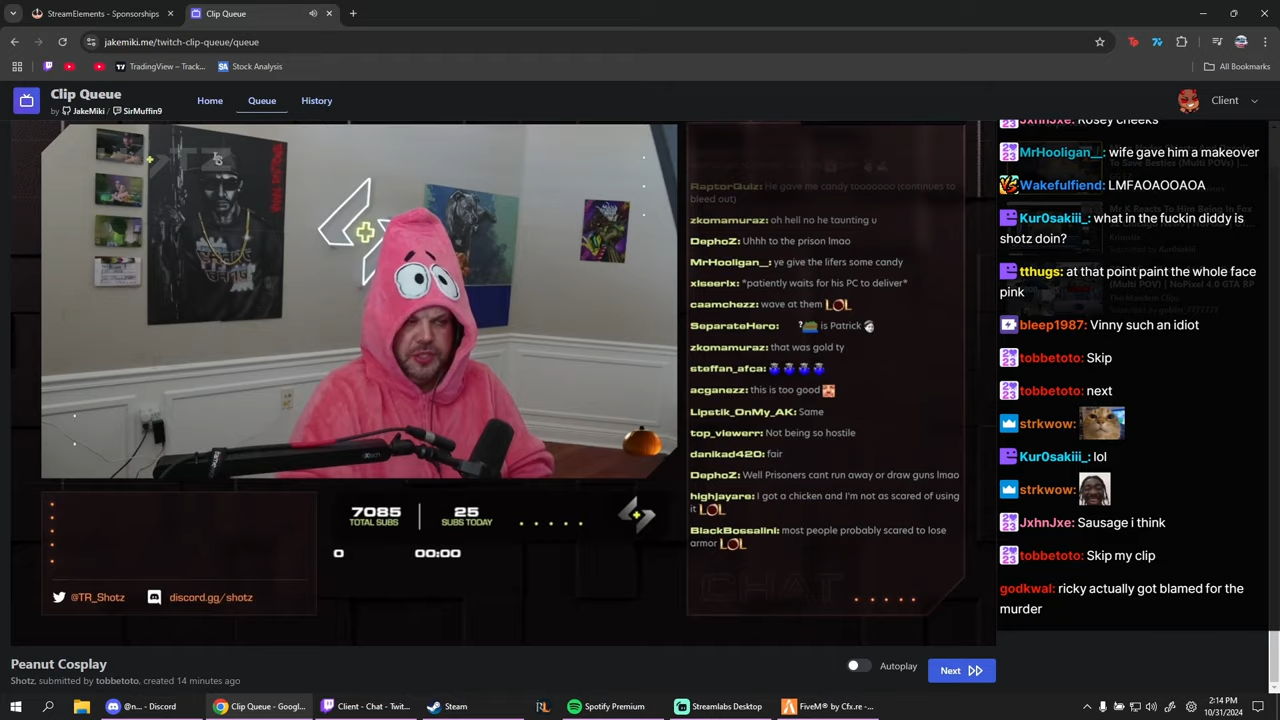 StreamElements - Sponsorships
Clip Queue
jakemiki.me/twitch-clip-queue/queue
TradingView – Track...
SA Stock Analysis
All Bookmarks
Clip Queue
by JakeMiki / SirMuffin9
Home
Queue
History
Client
RaptorQuiz: He gave me candy tooooooo (continues to
bleed out)
zkomamuraz: oh hell no he taunting u
DephoZ: Uhhh to the prison lmao
MrHooligan__: ye give the lifers some candy
xlseerlx: *patiently waits for his PC to deliver*
caamchezz: wave at them LOL
SeparateHero: ? is Patrick
zkomamuraz: that was gold ty
steffan_afca:
acganezz: this is too good
Lipstik_OnMy_AK: Same
top_viewerr: Not being so hostile
danikad420: fair
DephoZ: Well Prisoners cant run away or draw guns lmao
highjayare: I got a chicken and I'm not as scared of using
it LOL
BlackBossalini: most people probably scared to lose
armor LOL
CHAT
7085
TOTAL SUBS
25
SUBS TODAY
0
00:00
@TR_Shotz
discord.gg/shotz
JxhnJxe: Rosey cheeks
MrHooligan__: wife gave him a makeover
Wakefulfiend: LMFAOAOOAOA
Kur0sakiii_: what in the fuckin diddy is
shotz doin?
tthugs: at that point paint the whole face
pink
bleep1987: Vinny such an idiot
tobbetoto: Skip
tobbetoto: next
strkwow:
Kur0sakiii_: lol
strkwow:
JxhnJxe: Sausage i think
tobbetoto: Skip my clip
godkwal: ricky actually got blamed for the
murder
Peanut Cosplay
Shotz, submitted by tobbetoto, created 14 minutes ago
Autoplay
Next
@n... - Discord
Clip Queue - Googl...
Client - Chat - Twit...
Steam
Spotify Premium
Streamlabs Desktop
FiveM® by Cfx.re - ...
2:14 PM
10/31/2024